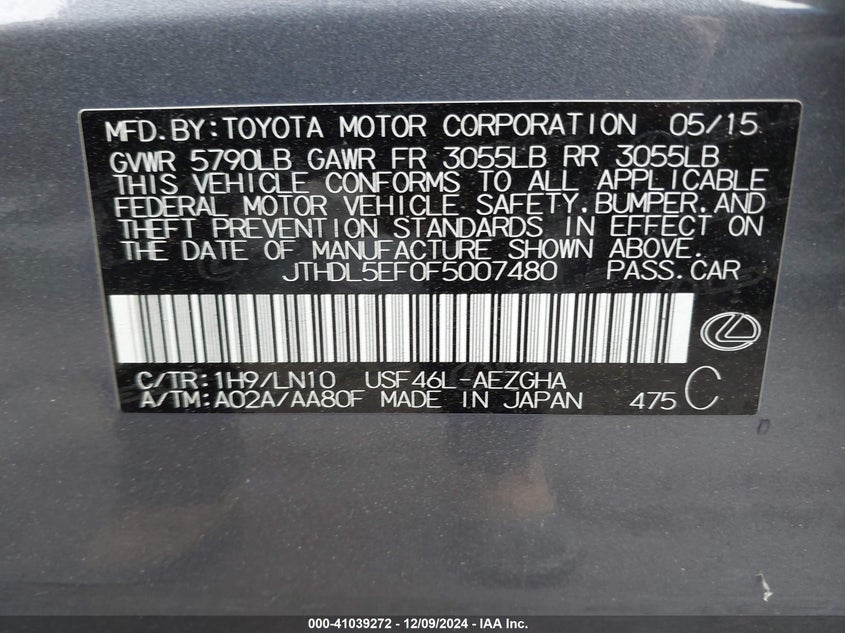 MFD.BY:TOYOTA MOTOR CORPORATION 05/15
GVWR 5790LB GAWR FR 3055LB RR 3055LB
THIS VEHICLE CONFORMS TO ALL APPLICABLE
FEDERAL MOTOR VEHICLE SAFETY,BUMPER,AND
THEFT PREVENTION STANDARDS IN EFFECT ON
THE DATE OF MANUFACTURE SHOWN ABOVE.
JTHDL5EF0F5007480 PASS.CAR
C/TR:1H9/LN10 USF46L-AEZGHA
A/TM:A02A/AA80F MADE IN JAPAN 475 C
000-41039272 - 12/09/2024 - IAA Inc.